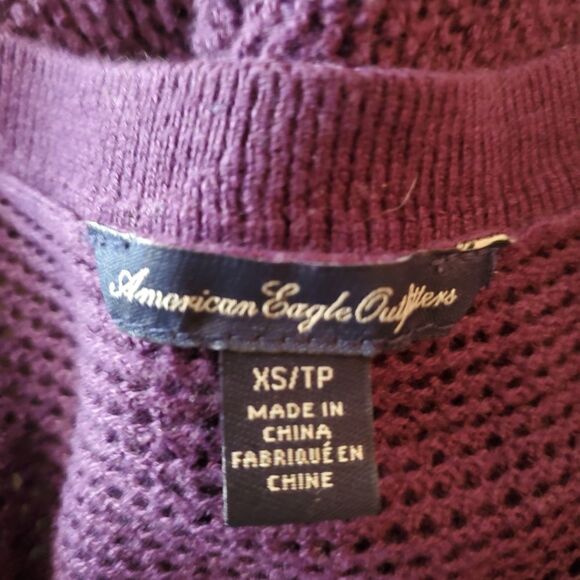 American Eagle Outfitters
XS/TP
MADE IN
CHINA
FABRIQUÉ EN
CHINE